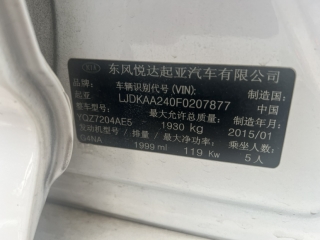 东风悦达起亚汽车有限公司
品牌: 车辆识别代号(VIN): 制造国:
起亚 LJDKAA240F0207877 中国
整车型号: 最大允许总质量: 制造年月:
YQZ7204AE5 1930 kg 2015/01
发动机型号 / 排量 / 最大净功率: 乘坐人数:
G4NA 1999 ml 119 Kw 5人